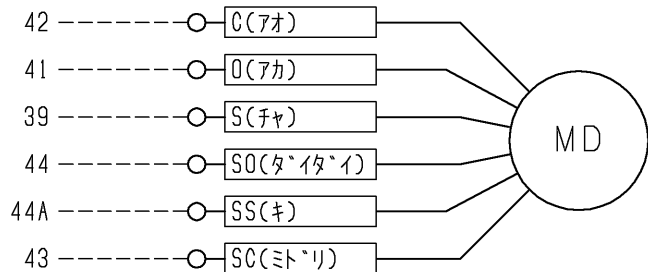 42 C(アオ)
41 O(アカ)
39 S(チャ)
44 SO(ダイダイ)
44A SS(キ)
43 SC(ミドリ)
MD